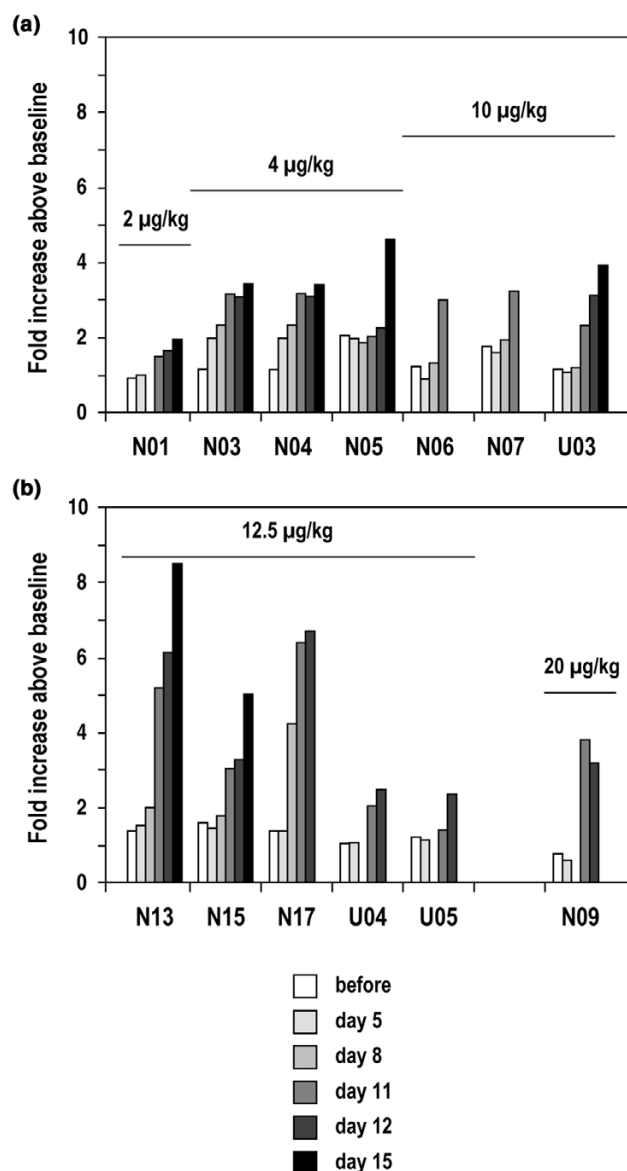 (a)
10
8
6
4
2
0
Fold increase above baseline
2 µg/kg
4 µg/kg
10 µg/kg
N01 N03 N04 N05 N06 N07 U03
(b)
10
8
6
4
2
0
Fold increase above baseline
12.5 µg/kg
20 µg/kg
N13 N15 N17 U04 U05 N09
before
day 5
day 8
day 11
day 12
day 15